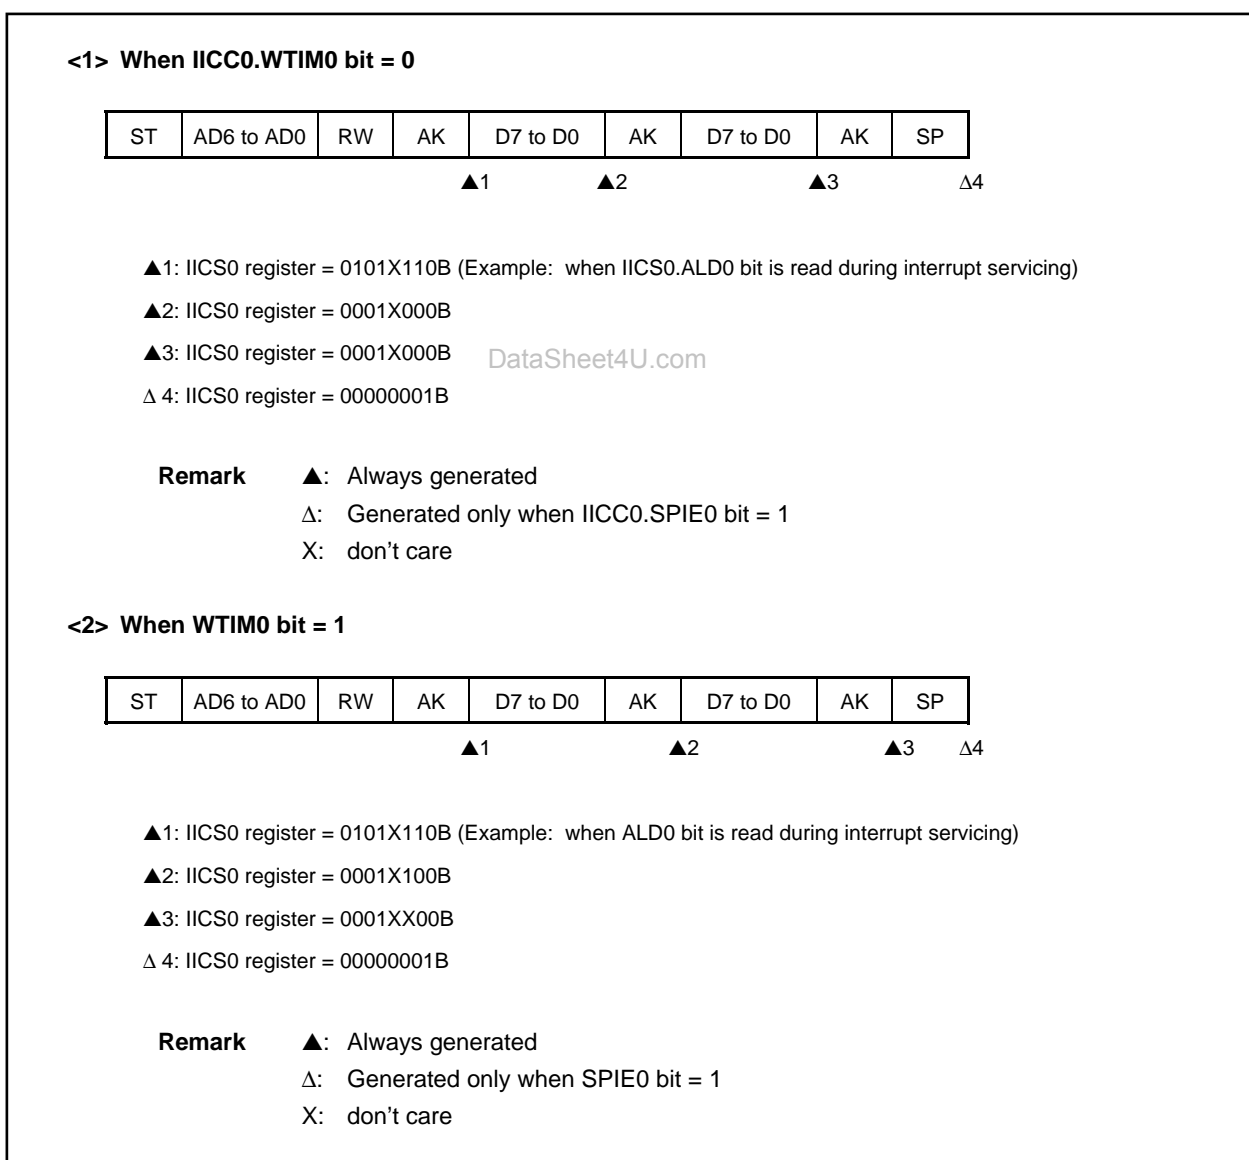 <1> When IICC0.WTIM0 bit = 0
ST AD6 to AD0 RW AK D7 to D0 AK D7 to D0 AK SP
▲1 ▲2 ▲3 Δ4
▲1: IICS0 register = 0101X110B (Example: when IICS0.ALD0 bit is read during interrupt servicing)
▲2: IICS0 register = 0001X000B
▲3: IICS0 register = 0001X000B
DataSheet4U.com
Δ 4: IICS0 register = 00000001B
Remark ▲: Always generated
Δ: Generated only when IICC0.SPIE0 bit = 1
X: don't care
<2> When WTIM0 bit = 1
ST AD6 to AD0 RW AK D7 to D0 AK D7 to D0 AK SP
▲1 ▲2 ▲3 Δ4
▲1: IICS0 register = 0101X110B (Example: when ALD0 bit is read during interrupt servicing)
▲2: IICS0 register = 0001X100B
▲3: IICS0 register = 0001XX00B
Δ 4: IICS0 register = 00000001B
Remark ▲: Always generated
Δ: Generated only when SPIE0 bit = 1
X: don't care